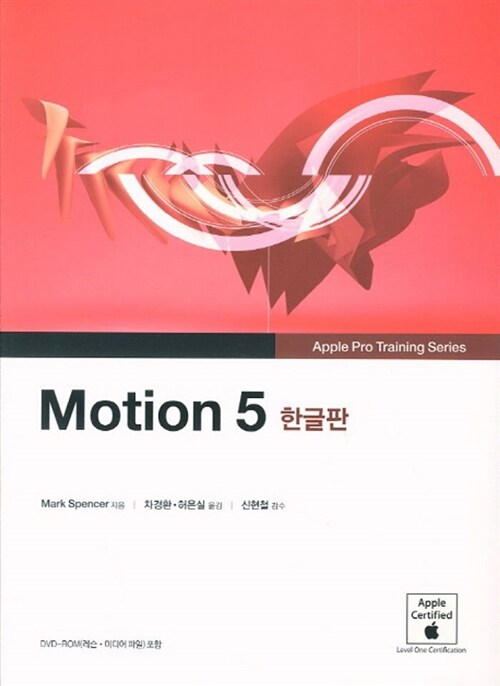 Apple Pro Training Series
Motion 5 한글판
Mark Spencer 지음 | 차경환·허은실 옮김 | 신현철 감수
Apple
Certified
Level One Certification
DVD-ROM(레슨·미디어 파일) 포함